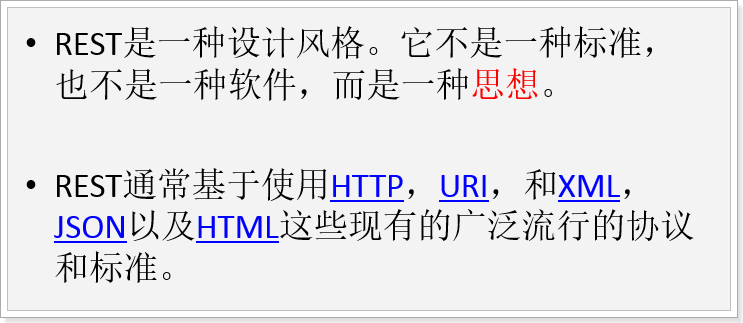 • REST是一种设计风格。它不是一种标准，
也不是一种软件，而是一种思想。
• REST通常基于使用HTTP，URI，和XML，
JSON以及HTML这些现有的广泛流行的协议
和标准。